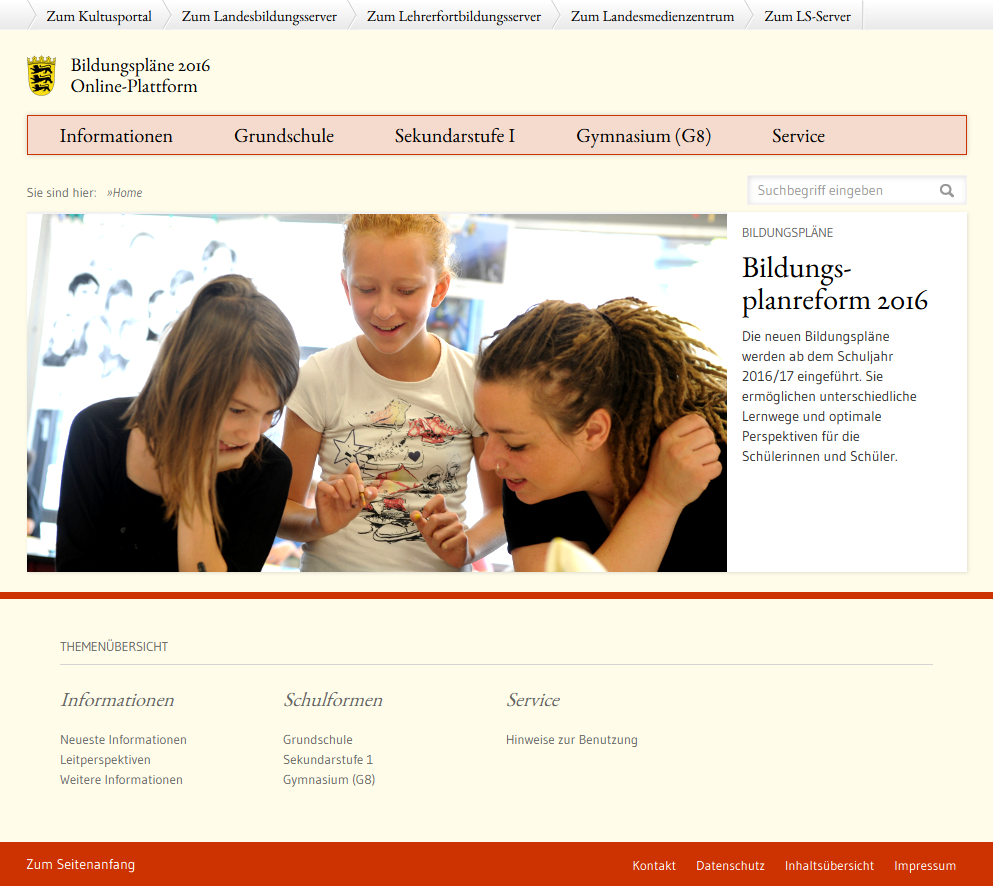 Zum Kultusportal Zum Landesbildungsserver Zum Lehrerfortbildungsserver Zum Landesmedienzentrum Zum LS-Server
Bildungspläne 2016
Online-Plattform
Informationen Grundschule Sekundarstufe I Gymnasium (G8) Service
Sie sind hier: »Home
Suchbegriff eingeben
BILDUNGSPLÄNE
Bildungs-
planreform 2016
Die neuen Bildungspläne
werden ab dem Schuljahr
2016/17 eingeführt. Sie
ermöglichen unterschiedliche
Lernwege und optimale
Perspektiven für die
Schülerinnen und Schüler.
THEMENÜBERSICHT
Informationen Schulformen Service
Neueste Informationen Grundschule Hinweise zur Benutzung
Leitperspektiven Sekundarstufe 1
Weitere Informationen Gymnasium (G8)
Zum Seitenanfang Kontakt Datenschutz Inhaltsübersicht Impressum